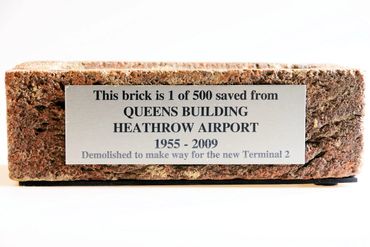 This brick is 1 of 500 saved from
QUEENS BUILDING
HEATHROW AIRPORT
1955 - 2009
Demolished to make way for the new Terminal 2